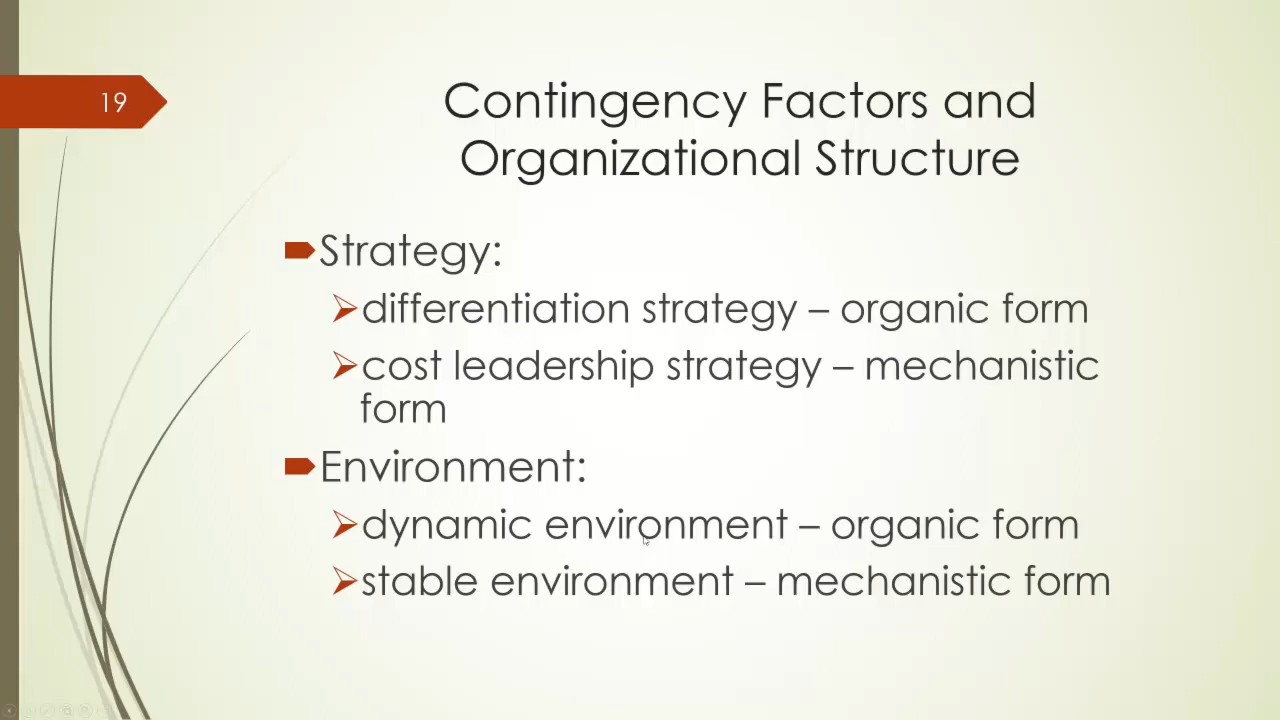 19
Contingency Factors and
Organizational Structure
Strategy:
differentiation strategy – organic form
cost leadership strategy – mechanistic
form
Environment:
dynamic environment – organic form
stable environment – mechanistic form